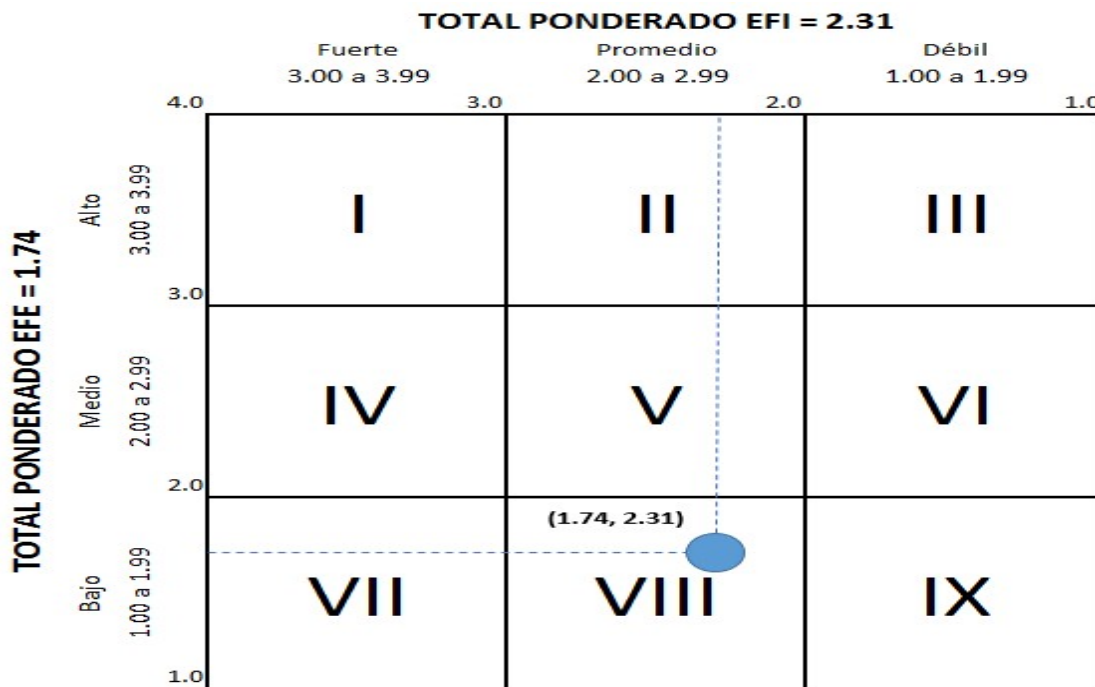 TOTAL PONDERADO EFI = 2.31
Fuerte
Promedio
Débil
3.00 a 3.99
2.00 a 2.99
1.00 a 1.99
4.0
3.0
2.0
1.0
TOTAL PONDERADO EFE = 1.74
Alto
3.00 a 3.99
I
II
III
3.0
Medio
2.00 a 2.99
IV
V
VI
2.0
(1.74, 2.31)
Bajo
1.00 a 1.99
VII
VIII
IX
1.0